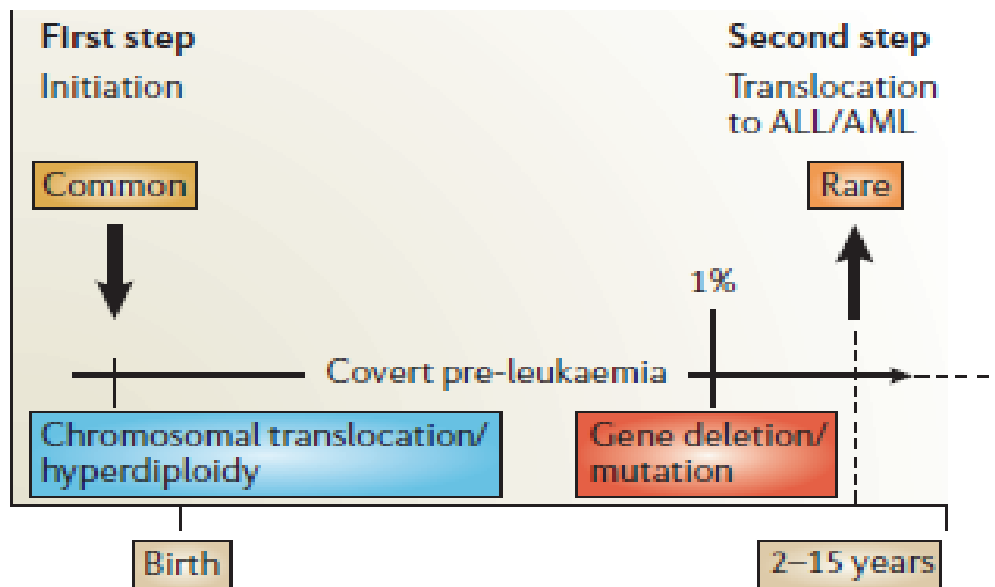 First step
Initiation
Common
Second step
Translocation
to ALL/AML
Rare
1%
Covert pre-leukaemia
Chromosomal translocation/
hyperdiploidy
Gene deletion/
mutation
Birth
2–15 years